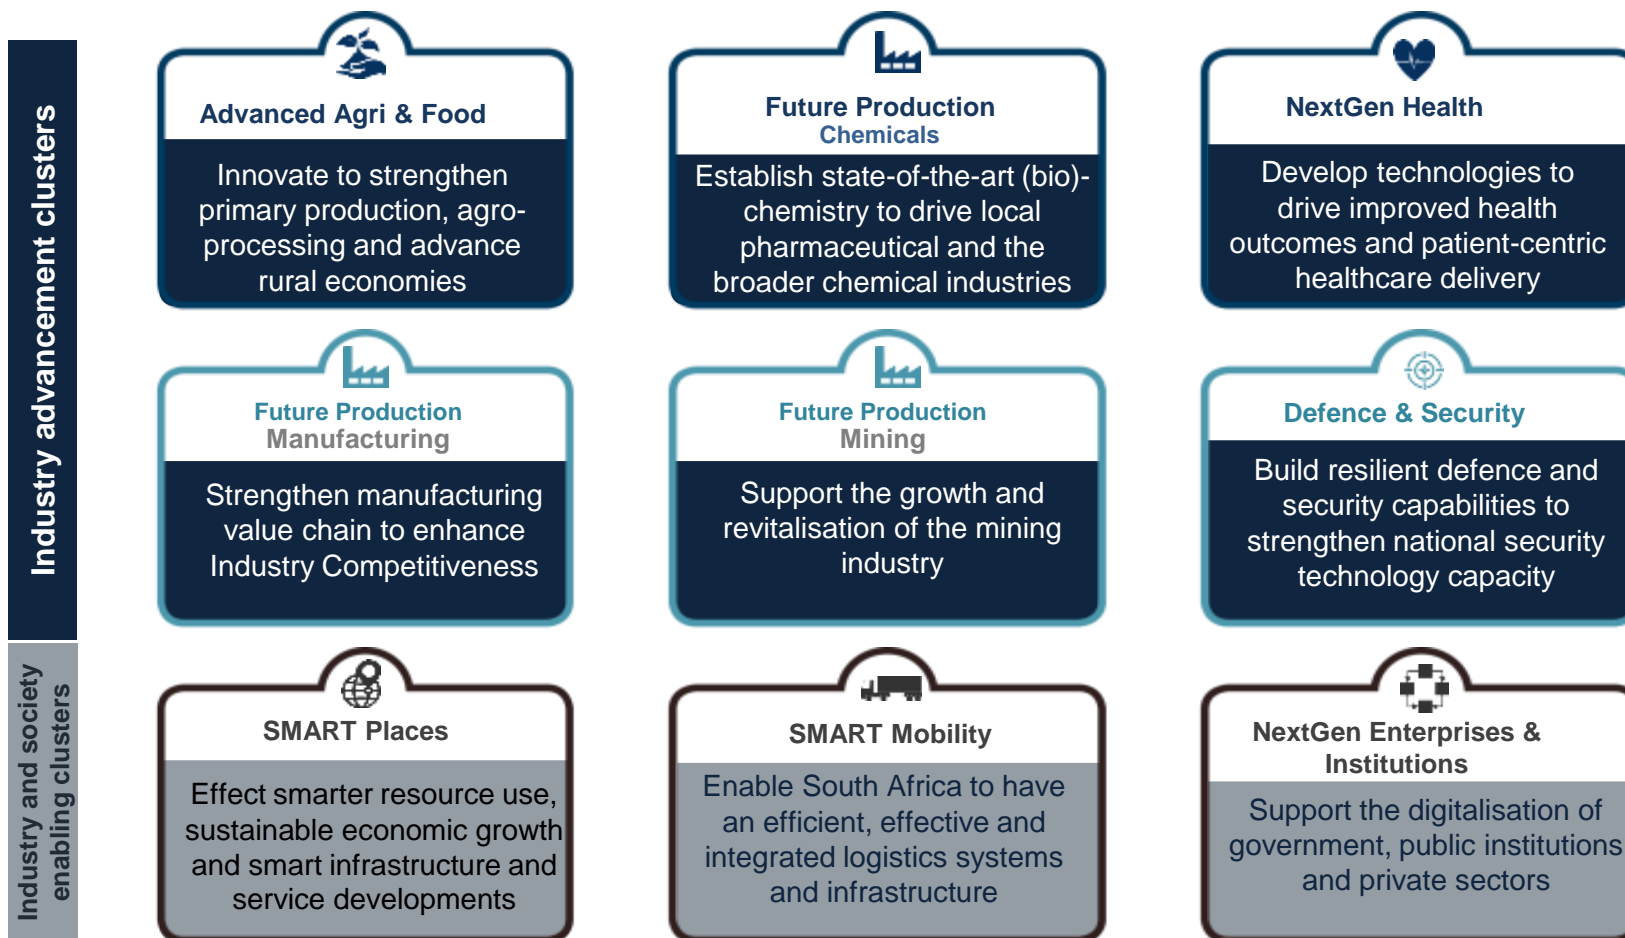 Industry advancement clusters
Advanced Agri & Food
Innovate to strengthen
primary production, agro-
processing and advance
rural economies
Future Production
Chemicals
Establish state-of-the-art (bio)-
chemistry to drive local
pharmaceutical and the
broader chemical industries
NextGen Health
Develop technologies to
drive improved health
outcomes and patient-centric
healthcare delivery
Future Production
Manufacturing
Strengthen manufacturing
value chain to enhance
Industry Competitiveness
Future Production
Mining
Support the growth and
revitalisation of the mining
industry
Defence & Security
Build resilient defence and
security capabilities to
strengthen national security
technology capacity
Industry and society
enabling clusters
SMART Places
Effect smarter resource use,
sustainable economic growth
and smart infrastructure and
service developments
SMART Mobility
Enable South Africa to have
an efficient, effective and
integrated logistics systems
and infrastructure
NextGen Enterprises &
Institutions
Support the digitalisation of
government, public institutions
and private sectors